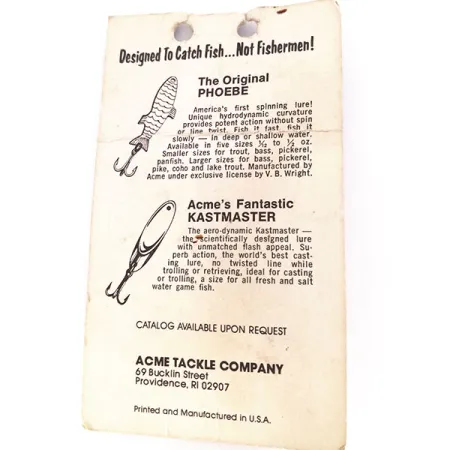 Designed To Catch Fish...Not Fishermen!
The Original
PHOEBE
America's first spinning lure!
Unique hydrodynamic curvature
provides potent action without spin
or line twist. Fish it fast, fish it
slowly — in deep or shallow water.
Available in five sizes to ½ oz.
Smaller sizes for trout, bass, pickerel,
panfish. Larger sizes for bass, pickerel,
pike, coho and lake trout. Manufactured by
Acme under exclusive license by V. B. Wright.
Acme's Fantastic
KASTMASTER
The aero-dynamic Kastmaster —
the scientifically designed lure
with unmatched flash appeal. Su-
perb action, the world's best cast-
ing lure, no twisted line while
trolling or retrieving, ideal for casting
or trolling, a size for all fresh and salt
water game fish.
CATALOG AVAILABLE UPON REQUEST
ACME TACKLE COMPANY
69 Bucklin Street
Providence, RI 02907
Printed and Manufactured in U.S.A.